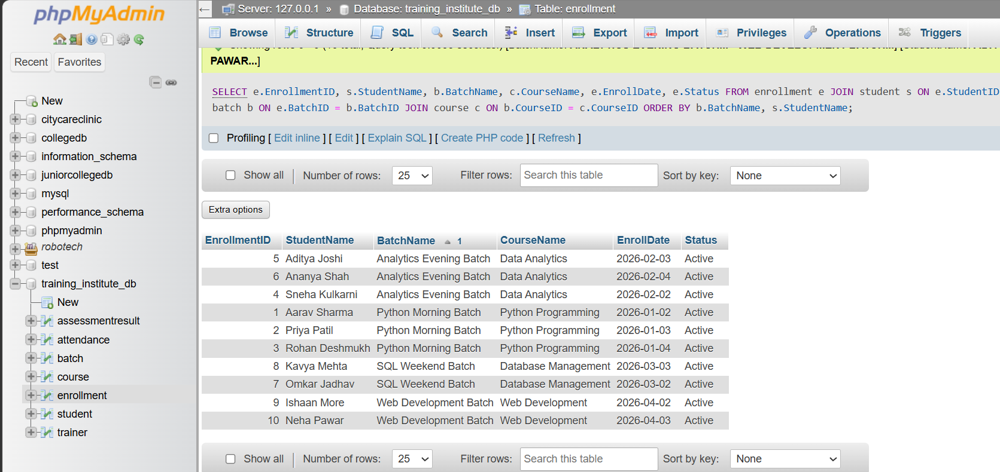 phpMyAdmin
Recent Favorites
New
citycareclinic
collegedb
information_schema
juniorcollegedb
mysql
performance_schema
phpmyadmin
robotech
test
training_institute_db
New
assessmentresult
attendance
batch
course
enrollment
student
trainer
Server: 127.0.0.1 » Database: training_institute_db » Table: enrollment
Browse Structure SQL Search Insert Export Import Privileges Operations Triggers
PAWAR...]
SELECT e.EnrollmentID, s.StudentName, b.BatchName, c.CourseName, e.EnrollDate, e.Status FROM enrollment e JOIN student s ON e.StudentID
batch b ON e.BatchID = b.BatchID JOIN course c ON b.CourseID = c.CourseID ORDER BY b.BatchName, s.StudentName;
Profiling [ Edit inline ] [ Edit ] [ Explain SQL ] [ Create PHP code ] [ Refresh ]
Show all Number of rows: 25 Filter rows: Search this table Sort by key: None
Extra options
EnrollmentID StudentName BatchName 1 CourseName EnrollDate Status
5 Aditya Joshi Analytics Evening Batch Data Analytics 2026-02-03 Active
6 Ananya Shah Analytics Evening Batch Data Analytics 2026-02-04 Active
4 Sneha Kulkarni Analytics Evening Batch Data Analytics 2026-02-02 Active
1 Aarav Sharma Python Morning Batch Python Programming 2026-01-02 Active
2 Priya Patil Python Morning Batch Python Programming 2026-01-03 Active
3 Rohan Deshmukh Python Morning Batch Python Programming 2026-01-04 Active
8 Kavya Mehta SQL Weekend Batch Database Management 2026-03-03 Active
7 Omkar Jadhav SQL Weekend Batch Database Management 2026-03-02 Active
9 Ishaan More Web Development Batch Web Development 2026-04-02 Active
10 Neha Pawar Web Development Batch Web Development 2026-04-03 Active
Show all Number of rows: 25 Filter rows: Search this table Sort by key: None